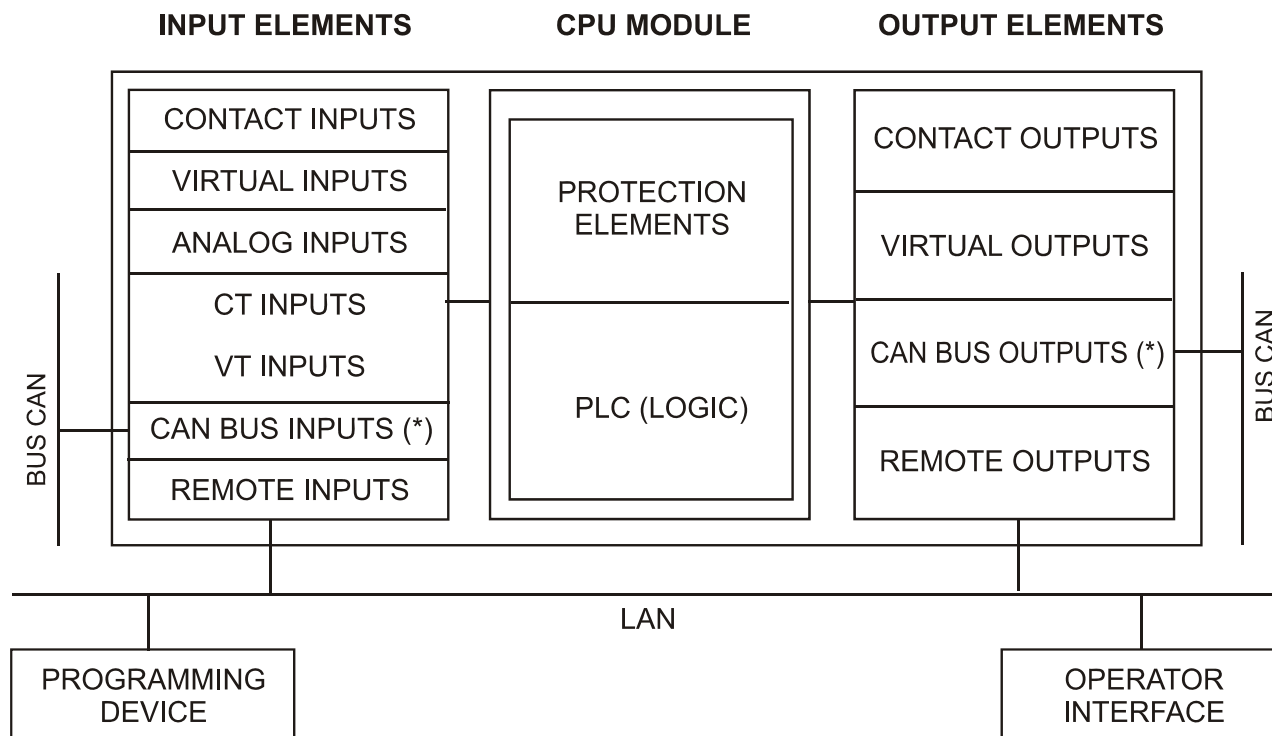 INPUT ELEMENTS
CPU MODULE
OUTPUT ELEMENTS
CONTACT INPUTS
VIRTUAL INPUTS
ANALOG INPUTS
CT INPUTS
VT INPUTS
CAN BUS INPUTS (*)
REMOTE INPUTS
PROTECTION
ELEMENTS
PLC (LOGIC)
CONTACT OUTPUTS
VIRTUAL OUTPUTS
CAN BUS OUTPUTS (*)
REMOTE OUTPUTS
BUS CAN
BUS CAN
LAN
PROGRAMMING
DEVICE
OPERATOR
INTERFACE